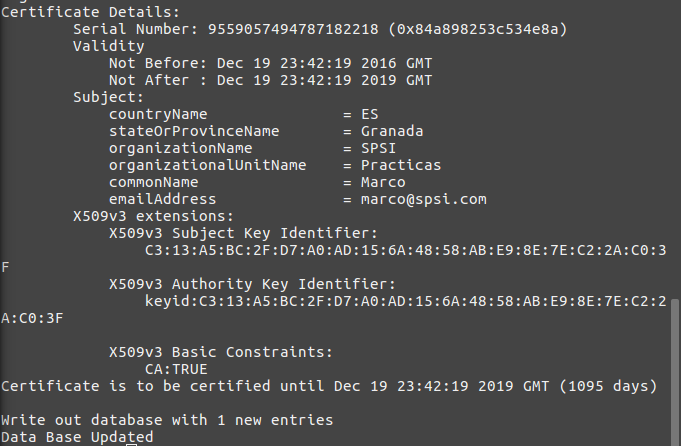 Certificate Details:
        Serial Number: 9559057494787182218 (0x84a898253c534e8a)
        Validity
            Not Before: Dec 19 23:42:19 2016 GMT
            Not After : Dec 19 23:42:19 2019 GMT
        Subject:
            countryName               = ES
            stateOrProvinceName       = Granada
            organizationName          = SPSI
            organizationalUnitName    = Practicas
            commonName                = Marco
            emailAddress              = marco@spsi.com
        X509v3 extensions:
            X509v3 Subject Key Identifier:
                C3:13:A5:BC:2F:D7:A0:AD:15:6A:48:58:AB:E9:8E:7E:C2:2A:C0:3
F
            X509v3 Authority Key Identifier:
                keyid:C3:13:A5:BC:2F:D7:A0:AD:15:6A:48:58:AB:E9:8E:7E:C2:2
A:C0:3F

            X509v3 Basic Constraints:
                CA:TRUE
Certificate is to be certified until Dec 19 23:42:19 2019 GMT (1095 days)

Write out database with 1 new entries
Data Base Updated